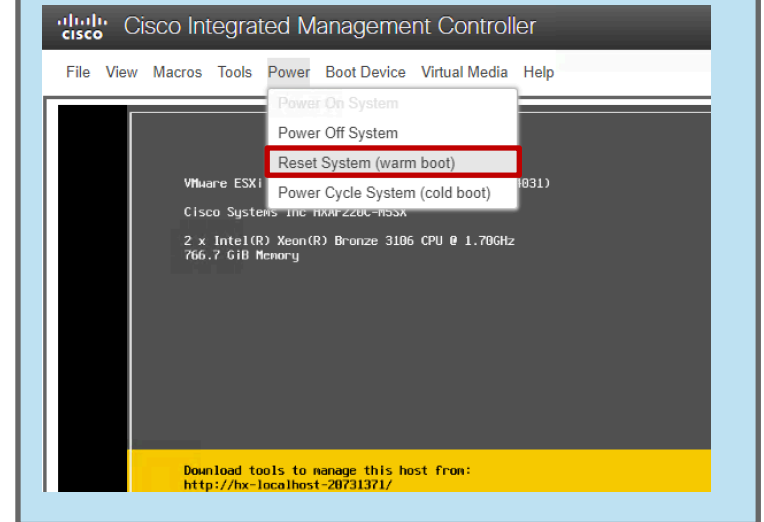 cisco Cisco Integrated Management Controller
File View Macros Tools Power Boot Device Virtual Media Help
Power On System
Power Off System
Reset System (warm boot)
Power Cycle System (cold boot)
VMware ESXi 4031)
Cisco Systems Inc HXAF220C-M5SX
2 x Intel(R) Xeon(R) Bronze 3106 CPU @ 1.70GHz
766.7 GiB Memory
Download tools to manage this host from:
http://hx-localhost-20731371/